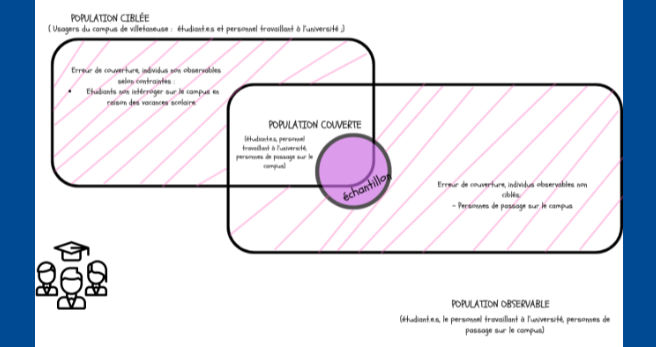 POPULATION CIBLÉE
( Usagers du campus de villetaneuse : étudiant.e.s et personnel travaillant à l'université .)
Erreur de couverture, individus non observables
selon contraintes :
• Etudiants non intérroger sur le campus en
raison des vacances scolaire
POPULATION COUVERTE
(étudiant.e.s, personnel
travaillant à l'université,
personnes de passage sur le
campus)
échantillon
Erreur de couverture, individus observables non
ciblés.
- Personnes de passage sur le campus
POPULATION OBSERVABLE
(étudiant.e.s, le personnel travaillant à l'université, personnes de
passage sur le campus)